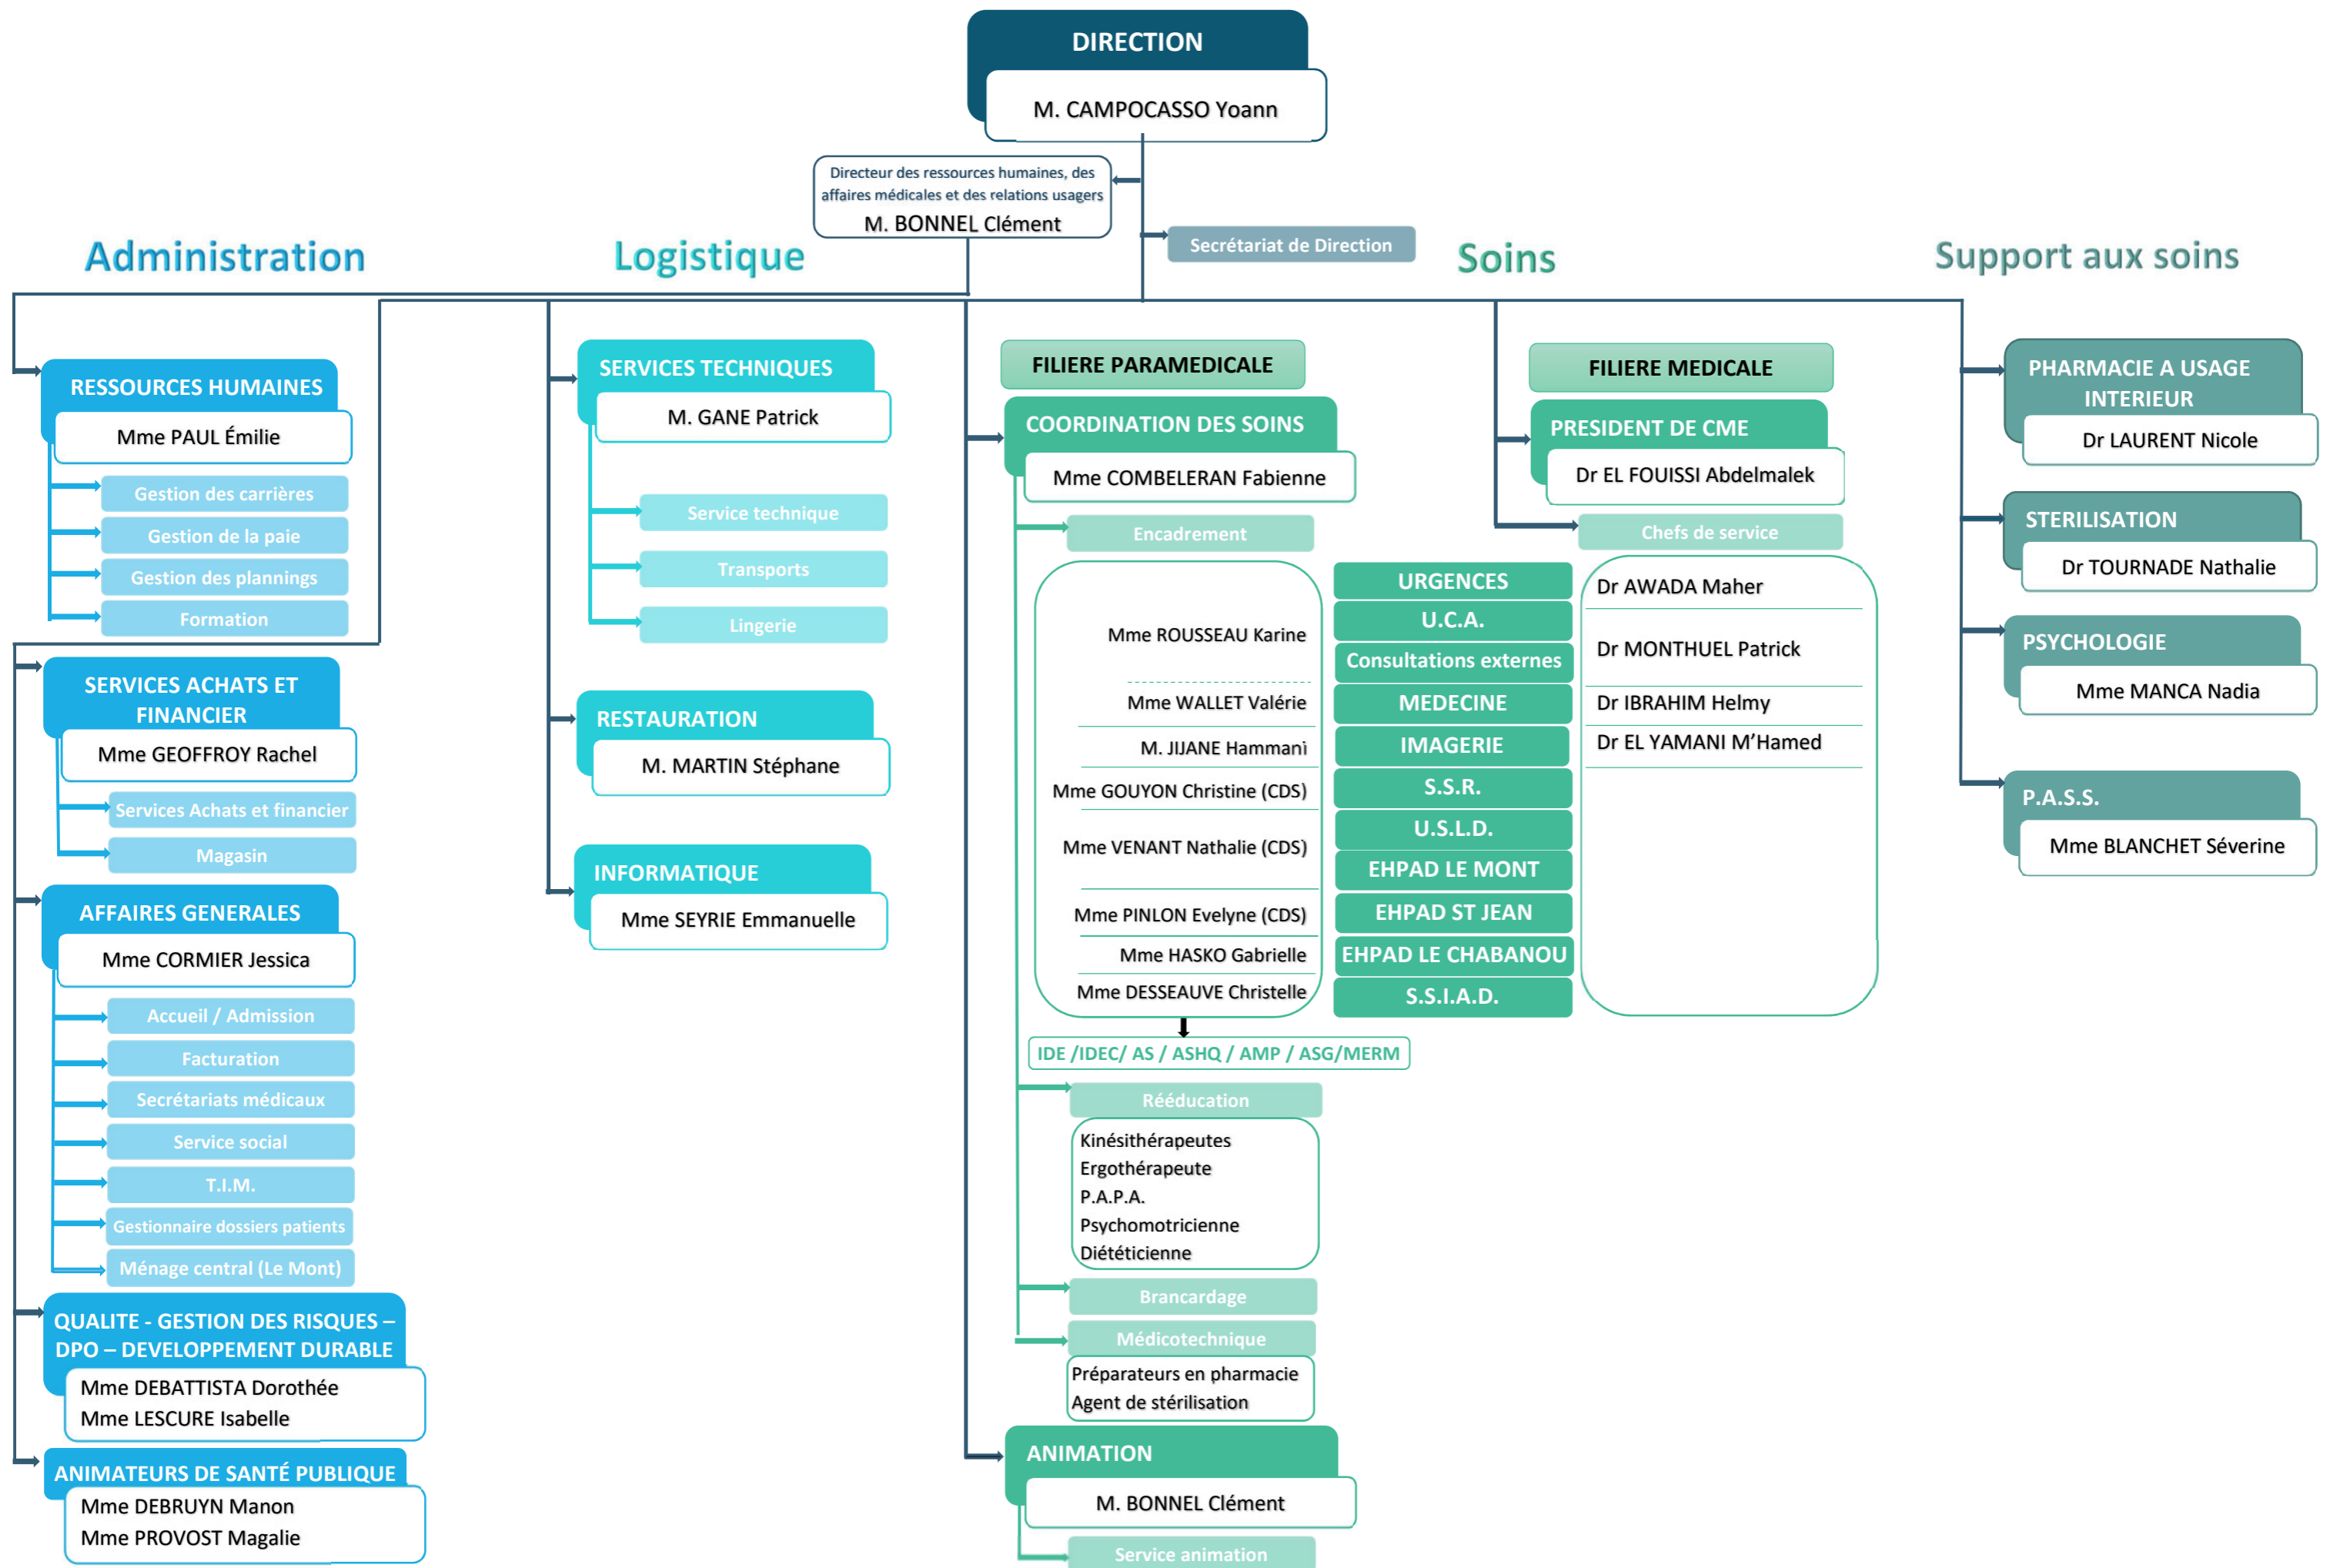 DIRECTION
M. CAMPOCASSO Yoann
Directeur des ressources humaines, des
affaires médicales et des relations usagers
M. BONNEL Clément
Secrétariat de Direction
Administration
Logistique
Soins
Support aux soins
RESSOURCES HUMAINES
Mme PAUL Émilie
Gestion des carrières
Gestion de la paie
Gestion des plannings
Formation
SERVICES ACHATS ET
FINANCIER
Mme GEOFFROY Rachel
Services Achats et financier
Magasin
AFFAIRES GENERALES
Mme CORMIER Jessica
Accueil / Admission
Facturation
Secrétariats médicaux
Service social
T.I.M.
Gestionnaire dossiers patients
Ménage central (Le Mont)
QUALITE - GESTION DES RISQUES –
DPO – DEVELOPPEMENT DURABLE
Mme DEBATTISTA Dorothée
Mme LESCURE Isabelle
ANIMATEURS DE SANTÉ PUBLIQUE
Mme DEBRUYN Manon
Mme PROVOST Magalie
SERVICES TECHNIQUES
M. GANE Patrick
Service technique
Transports
Lingerie
RESTAURATION
M. MARTIN Stéphane
INFORMATIQUE
Mme SEYRIE Emmanuelle
FILIERE PARAMEDICALE
COORDINATION DES SOINS
Mme COMBELERAN Fabienne
Encadrement
Mme ROUSSEAU Karine
Mme WALLET Valérie
M. JIJANE Hammani
Mme GOUYON Christine (CDS)
Mme VENANT Nathalie (CDS)
Mme PINLON Evelyne (CDS)
Mme HASKO Gabrielle
Mme DESSEAUVE Christelle
IDE /IDEC/ AS / ASHQ / AMP / ASG/MERM
Rééducation
Kinésithérapeutes
Ergothérapeute
P.A.P.A.
Psychomotricienne
Diététicienne
Brancardage
Médicotechnique
Préparateurs en pharmacie
Agent de stérilisation
ANIMATION
M. BONNEL Clément
Service animation
URGENCES
U.C.A.
Consultations externes
MEDECINE
IMAGERIE
S.S.R.
U.S.L.D.
EHPAD LE MONT
EHPAD ST JEAN
EHPAD LE CHABANOU
S.S.I.A.D.
FILIERE MEDICALE
PRESIDENT DE CME
Dr EL FOUISSI Abdelmalek
Chefs de service
Dr AWADA Maher
Dr MONTHUEL Patrick
Dr IBRAHIM Helmy
Dr EL YAMANI M’Hamed
PHARMACIE A USAGE
INTERIEUR
Dr LAURENT Nicole
STERILISATION
Dr TOURNADE Nathalie
PSYCHOLOGIE
Mme MANCA Nadia
P.A.S.S.
Mme BLANCHET Séverine